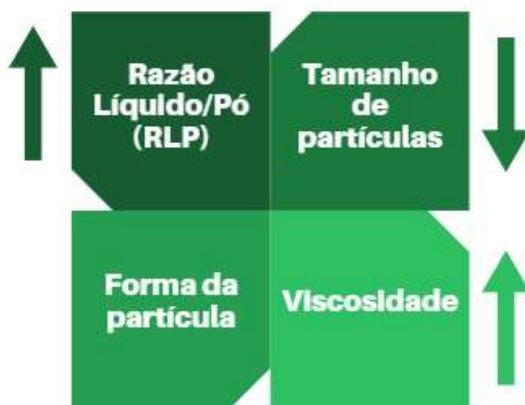 Razão
Líquido/Pó
(RLP)
Tamanho
de
partículas
Forma da
partícula
Viscosidade